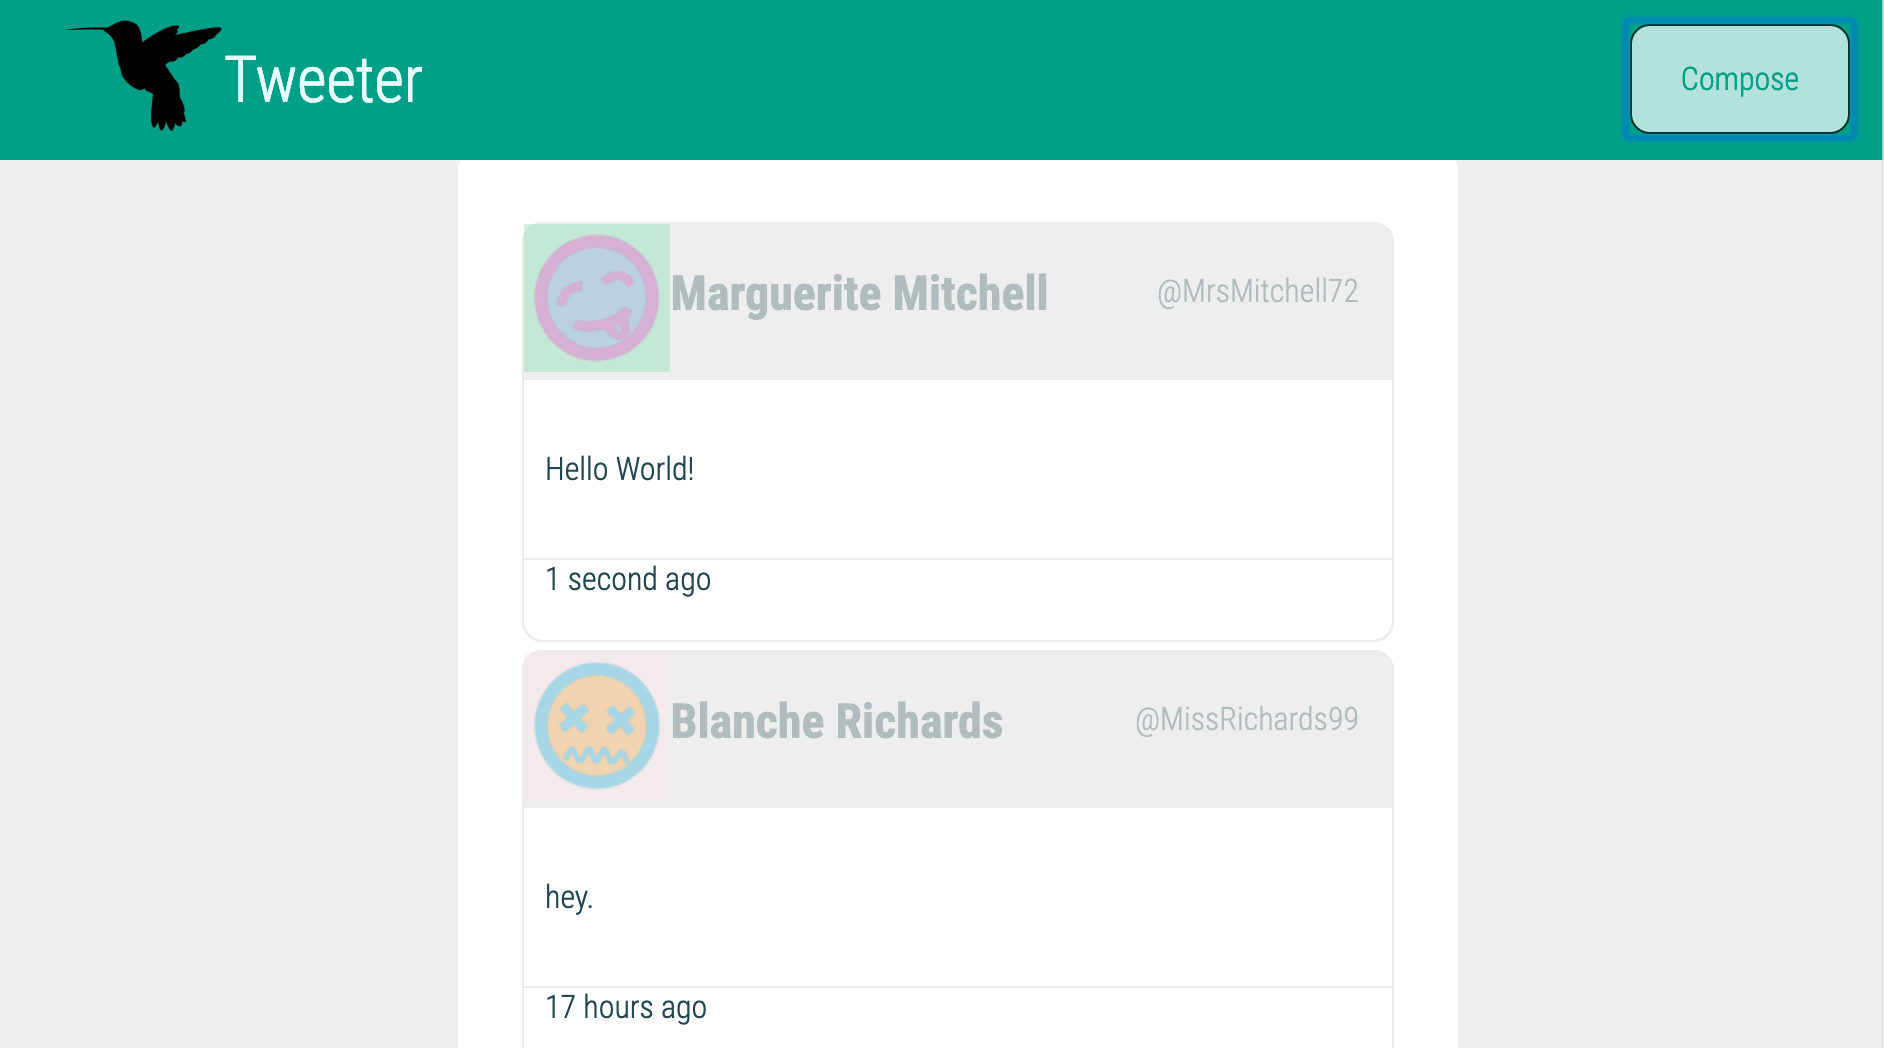 Tweeter
Compose
Marguerite Mitchell @MrsMitchell72
Hello World!
1 second ago
Blanche Richards @MissRichards99
hey.
17 hours ago